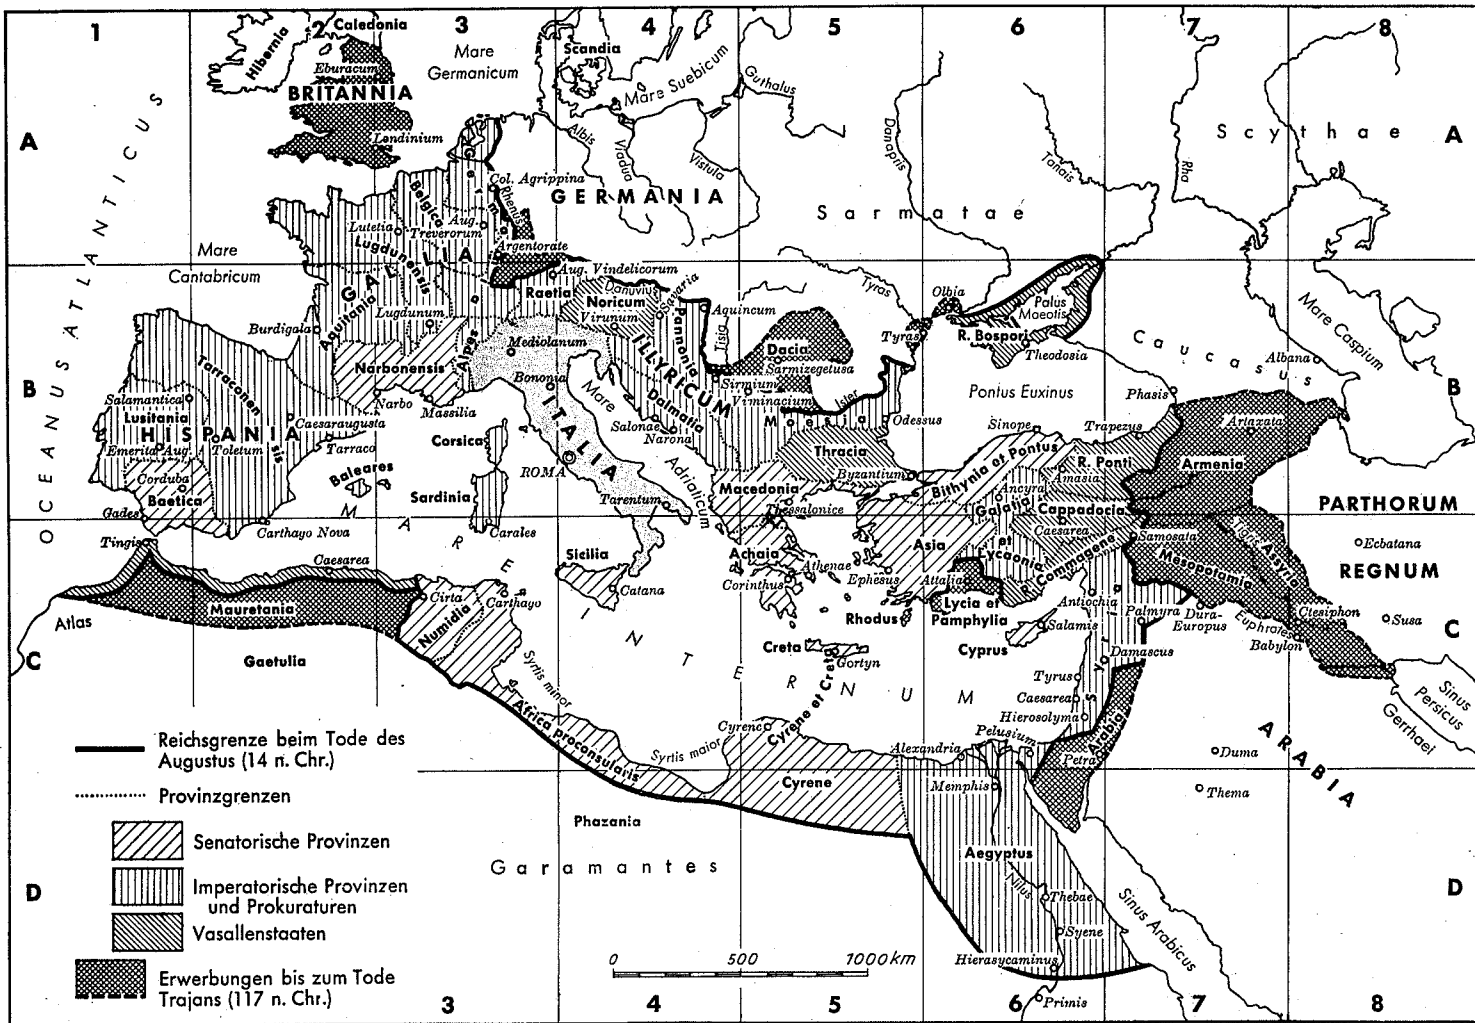 1
2
3
4
5
6
7
8
Caledonia
Hibernia
Eburacum
BRITANNIA
Londinium
Mare
Germanicum
Scandia
Mare Suebicum
Guthalus
Albis
Viadua
Vistula
Danapris
Tanais
Rha
Scythae
A
A
OCEANUS ATLANTICUS
Germania
Col. Agrippina
Rhenus
GERMANIA
Sarmatae
Belgica
Aug.
Treverorum
Lutetia
Lugdunensis
Argentorate
Mare
Cantabricum
GALLIA
Aquitania
Lugdunum
Burdigala
Narbonensis
Alpes
Narbo
Massilia
Aug. Vindelicorum
Raetia
Noricum
Virunum
Danuvius
Savaria
Pannonia
Aquincum
Tisia
ILLYRICUM
Dalmatia
Mediolanum
Bononia
ITALIA
ROMA
Mare
Adriaticum
Salonae
Narona
Tarentum
Dacia
Sarmizegetusa
Sirmium
Viminacium
Ister
Mesia
Odessus
Thracia
Byzantium
Macedonia
Thessalonice
Tyras
Tyras
Olbia
Palus
Maeotis
R. Bospori
Theodosia
Pontus Euxinus
Caucasus
Phasis
Albana
Mare Caspium
B
B
Tarraconensis
Salamantica
Lusitania
HISPANIA
Emerita Aug.
Toletum
Caesaraugusta
Tarraco
Corduba
Baetica
Gades
Carthago Nova
Baleares
Corsica
Sardinia
Carales
Sinope
Trapezus
Bithynia et Pontus
R. Ponti
Amasia
Ancyra
Galatia
et
Lycaonia
Cappadocia
Caesarea
Commagene
Artaxata
Armenia
PARTHORUM
REGNUM
Ecbatana
Susa
Samosata
Mesopotamia
Tigris
Assyria
Ctesiphon
Babylon
Euphrates
Dura-
Europus
Palmyra
Tingis
Caesarea
Mauretania
Atlas
Gaetulia
Cirta
Carthago
Numidia
Sicilia
Catana
MARE INTERNUM
Achaia
Athenae
Corinthus
Asia
Ephesus
Attalia
Lycia et
Pamphylia
Rhodus
Creta
Gortyn
Cyrene et Creta
Cyprus
Salamis
Antiochia
Syria
Damascus
Tyrus
Caesarea
Hierosolyma
Pelusium
Alexandria
Arabia
Petra
C
C
Syrtis minor
Syrtis maior
Africa proconsularis
Cyrene
Cyrene
Phazania
Garamantes
Memphis
Aegyptus
Nilus
Thebae
Syene
Hierasycaminus
Primis
Sinus Arabicus
Duma
Thema
ARABIA
Sinus
Persicus
Gerrhaei
D
D
Reichsgrenze beim Tode des
Augustus (14 n. Chr.)
Provinzgrenzen
Senatorische Provinzen
Imperatorische Provinzen
und Prokuraturen
Vasallenstaaten
Erwerbungen bis zum Tode
Trajans (117 n. Chr.)
0 500 1000 km
3
4
5
6
7
8